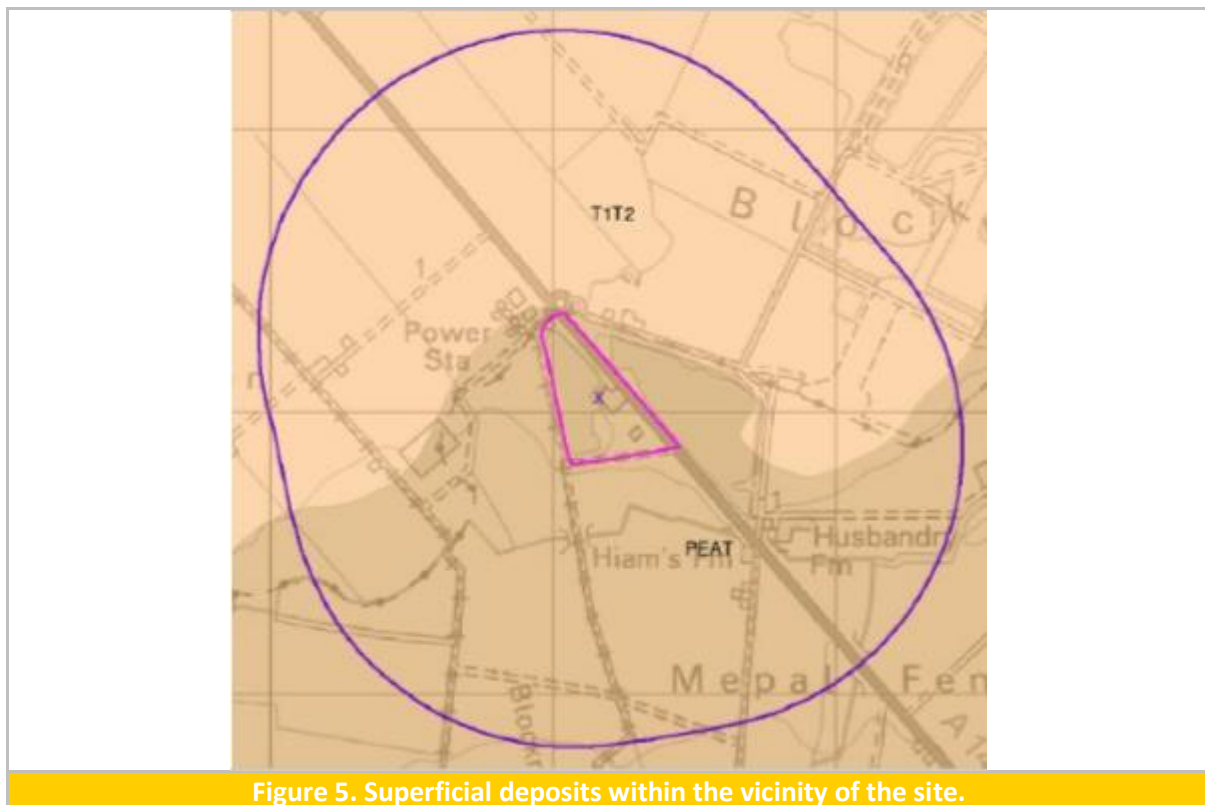 T1T2
Block
Power
Sta
x
PEAT
Hiam's Fm
Husbandry
Fm
Mepal Fen
Figure 5. Superficial deposits within the vicinity of the site.